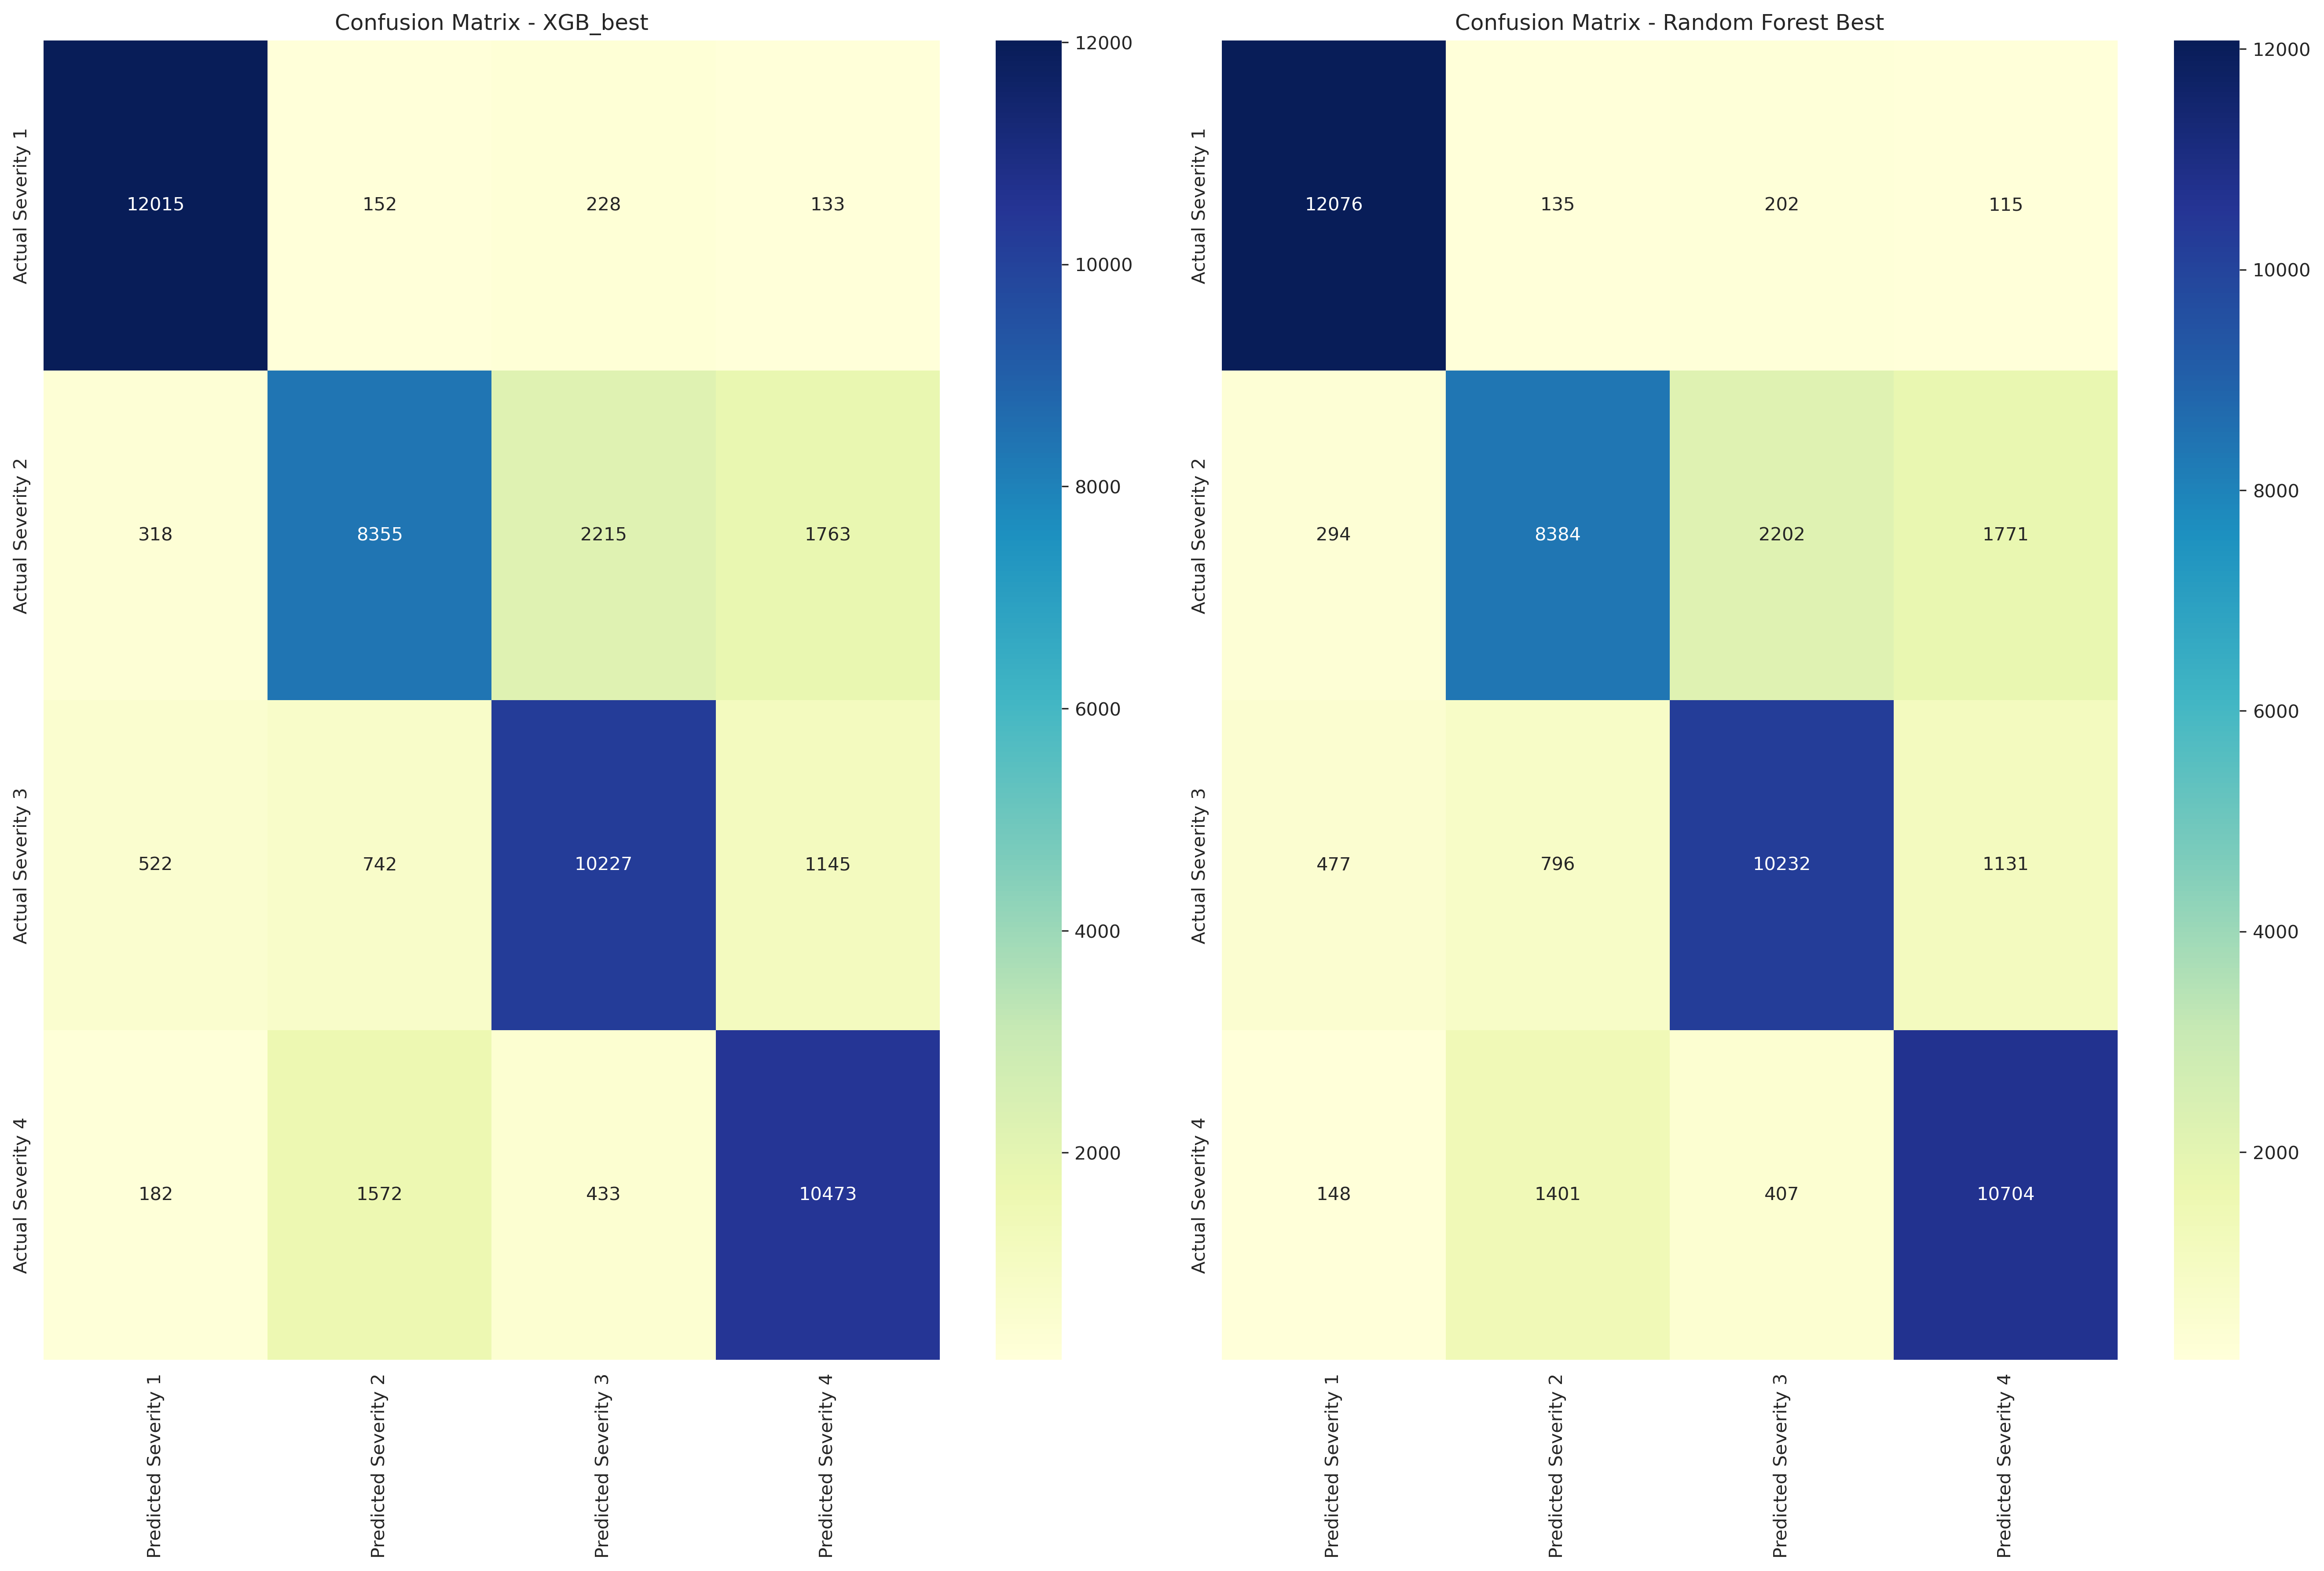 Confusion Matrix - XGB_best
Actual Severity 1
12015 152 228 133
Actual Severity 2
318 8355 2215 1763
Actual Severity 3
522 742 10227 1145
Actual Severity 4
182 1572 433 10473
Predicted Severity 1
Predicted Severity 2
Predicted Severity 3
Predicted Severity 4
12000
10000
8000
6000
4000
2000
Confusion Matrix - Random Forest Best
Actual Severity 1
12076 135 202 115
Actual Severity 2
294 8384 2202 1771
Actual Severity 3
477 796 10232 1131
Actual Severity 4
148 1401 407 10704
Predicted Severity 1
Predicted Severity 2
Predicted Severity 3
Predicted Severity 4
12000
10000
8000
6000
4000
2000